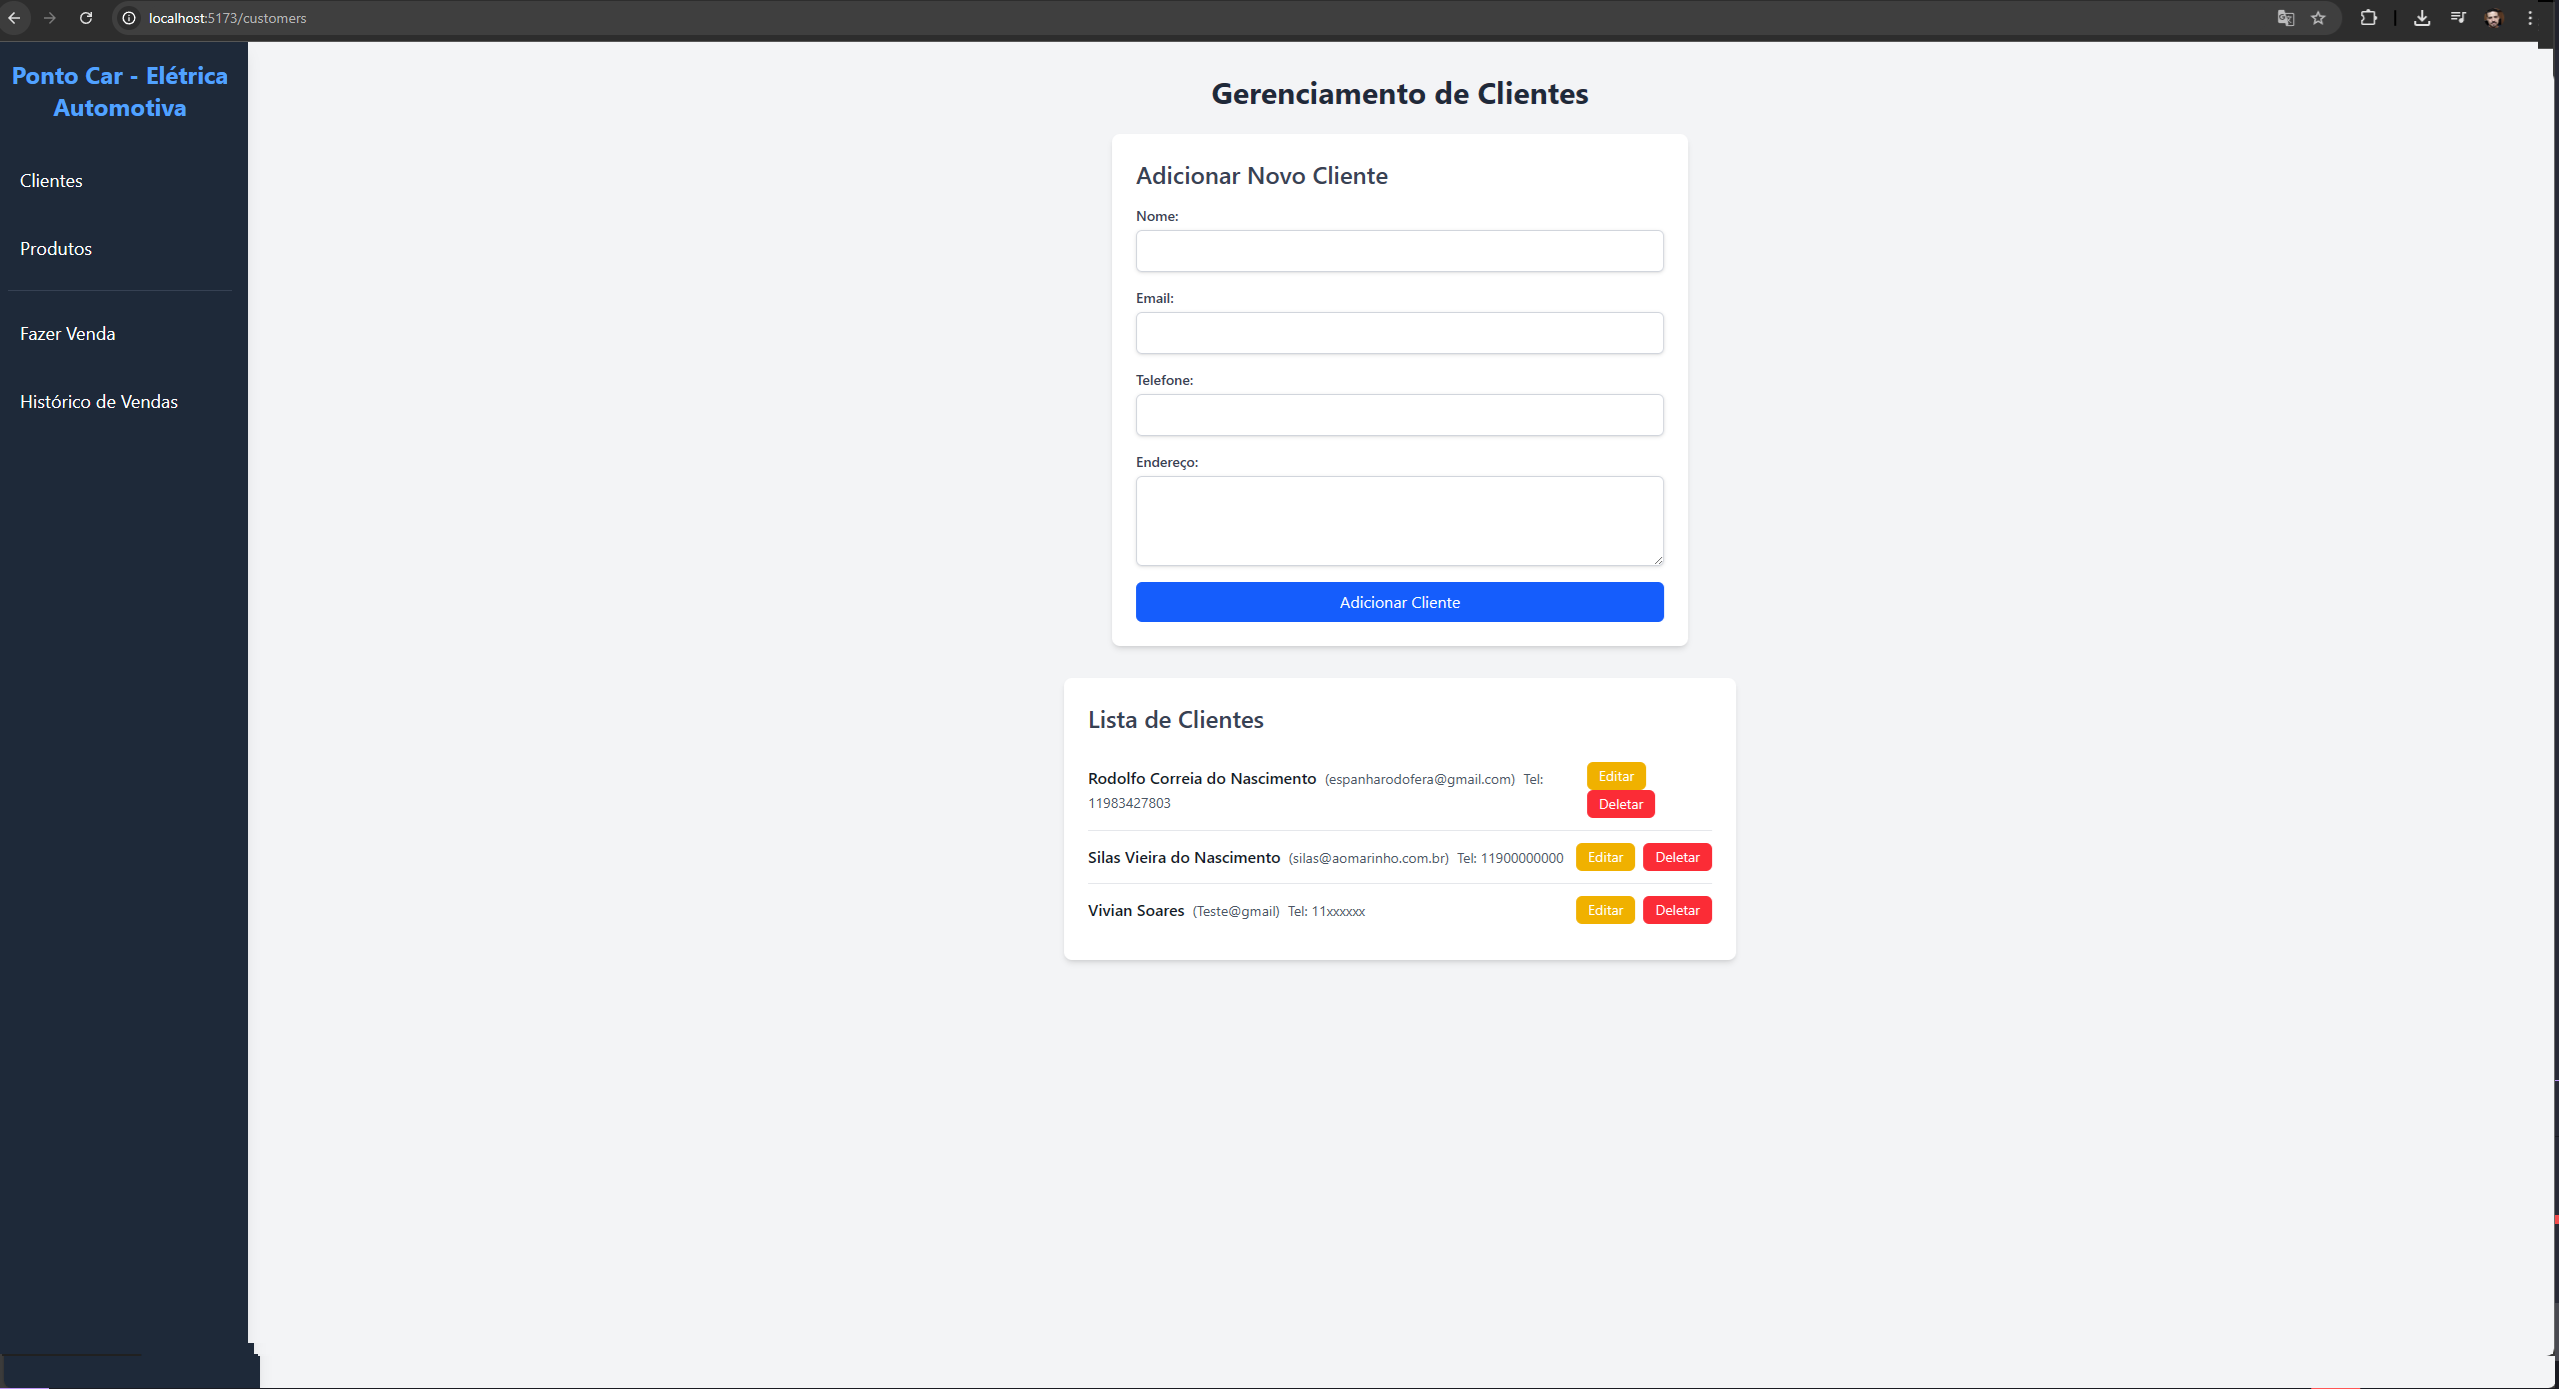 localhost:5173/customers
Ponto Car - Elétrica
Automotiva
Clientes
Produtos
Fazer Venda
Histórico de Vendas
Gerenciamento de Clientes
Adicionar Novo Cliente
Nome:
Email:
Telefone:
Endereço:
Adicionar Cliente
Lista de Clientes
Rodolfo Correia do Nascimento (espanharodofera@gmail.com) Tel:
11983427803
Editar
Deletar
Silas Vieira do Nascimento (silas@aomarinho.com.br) Tel: 11900000000 Editar Deletar
Vivian Soares (Teste@gmail) Tel: 11xxxxxx Editar Deletar